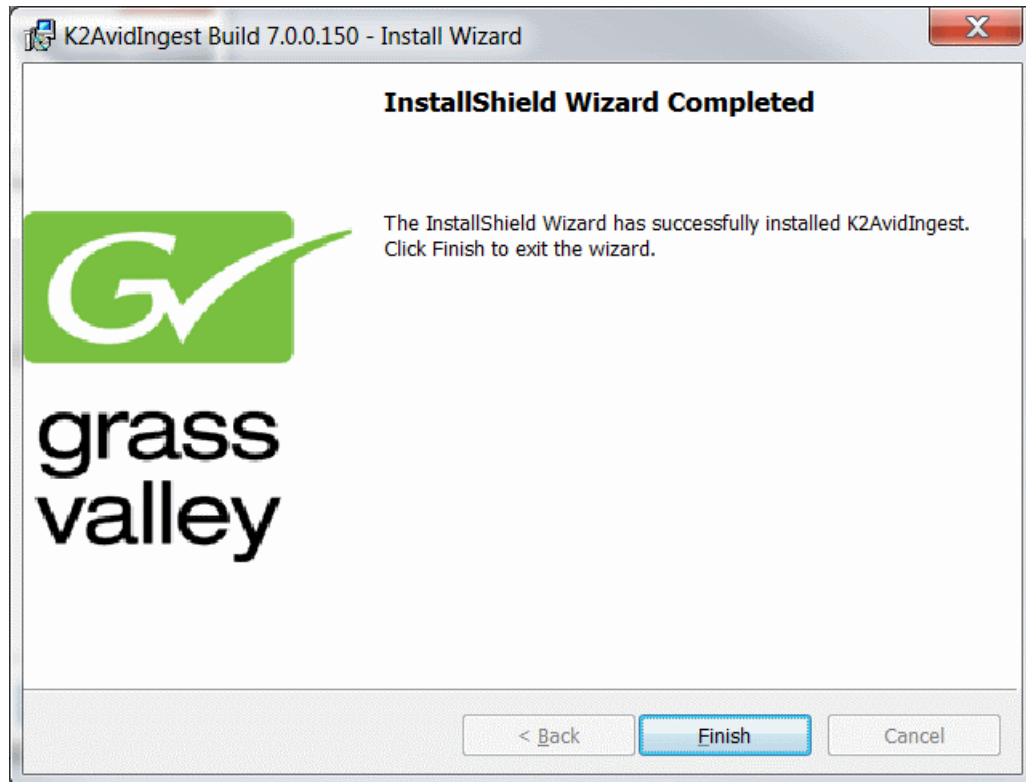 K2AvidIngest Build 7.0.0.150 - Install Wizard
InstallShield Wizard Completed
The InstallShield Wizard has successfully installed K2AvidIngest.
Click Finish to exit the wizard.
GV
grass
valley
< Back
Finish
Cancel